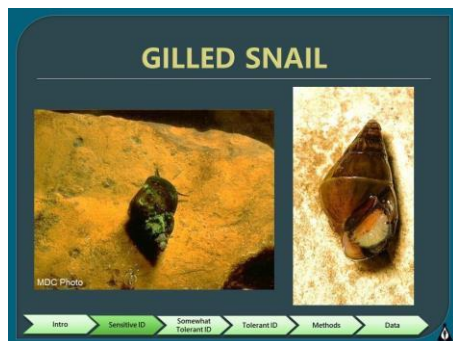 GILLED SNAIL
MDC Photo
Intro
Sensitive ID
Somewhat
Tolerant ID
Tolerant ID
Methods
Data